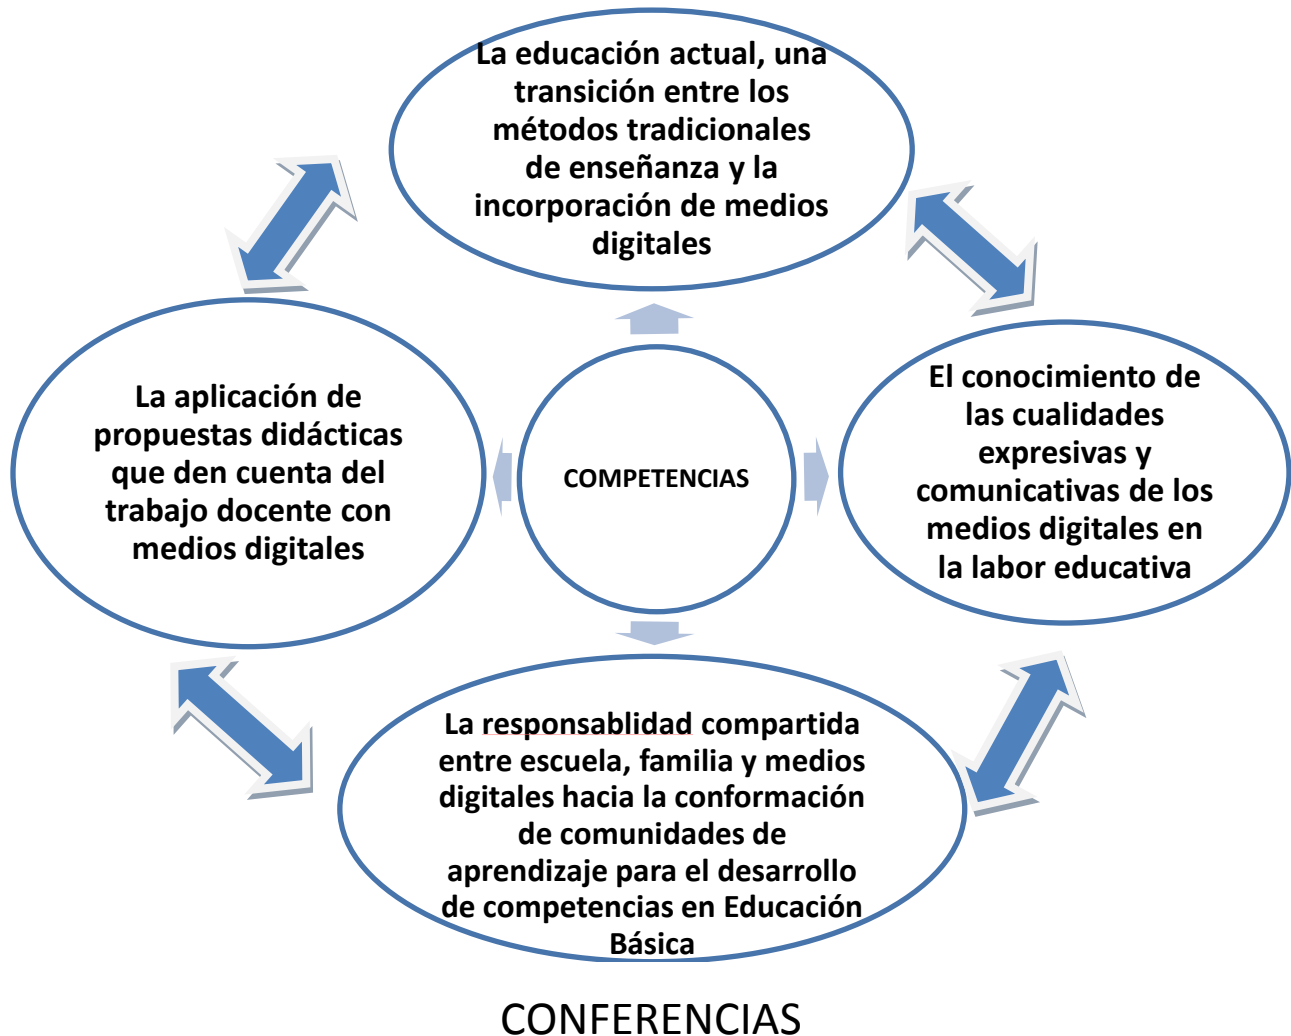 La educación actual, una
transición entre los
métodos tradicionales
de enseñanza y la
incorporación de medios
digitales
La aplicación de
propuestas didácticas
que den cuenta del
trabajo docente con
medios digitales
COMPETENCIAS
El conocimiento de
las cualidades
expresivas y
comunicativas de los
medios digitales en
la labor educativa
La responsablidad compartida
entre escuela, familia y medios
digitales hacia la conformación
de comunidades de
aprendizaje para el desarrollo
de competencias en Educación
Básica
CONFERENCIAS